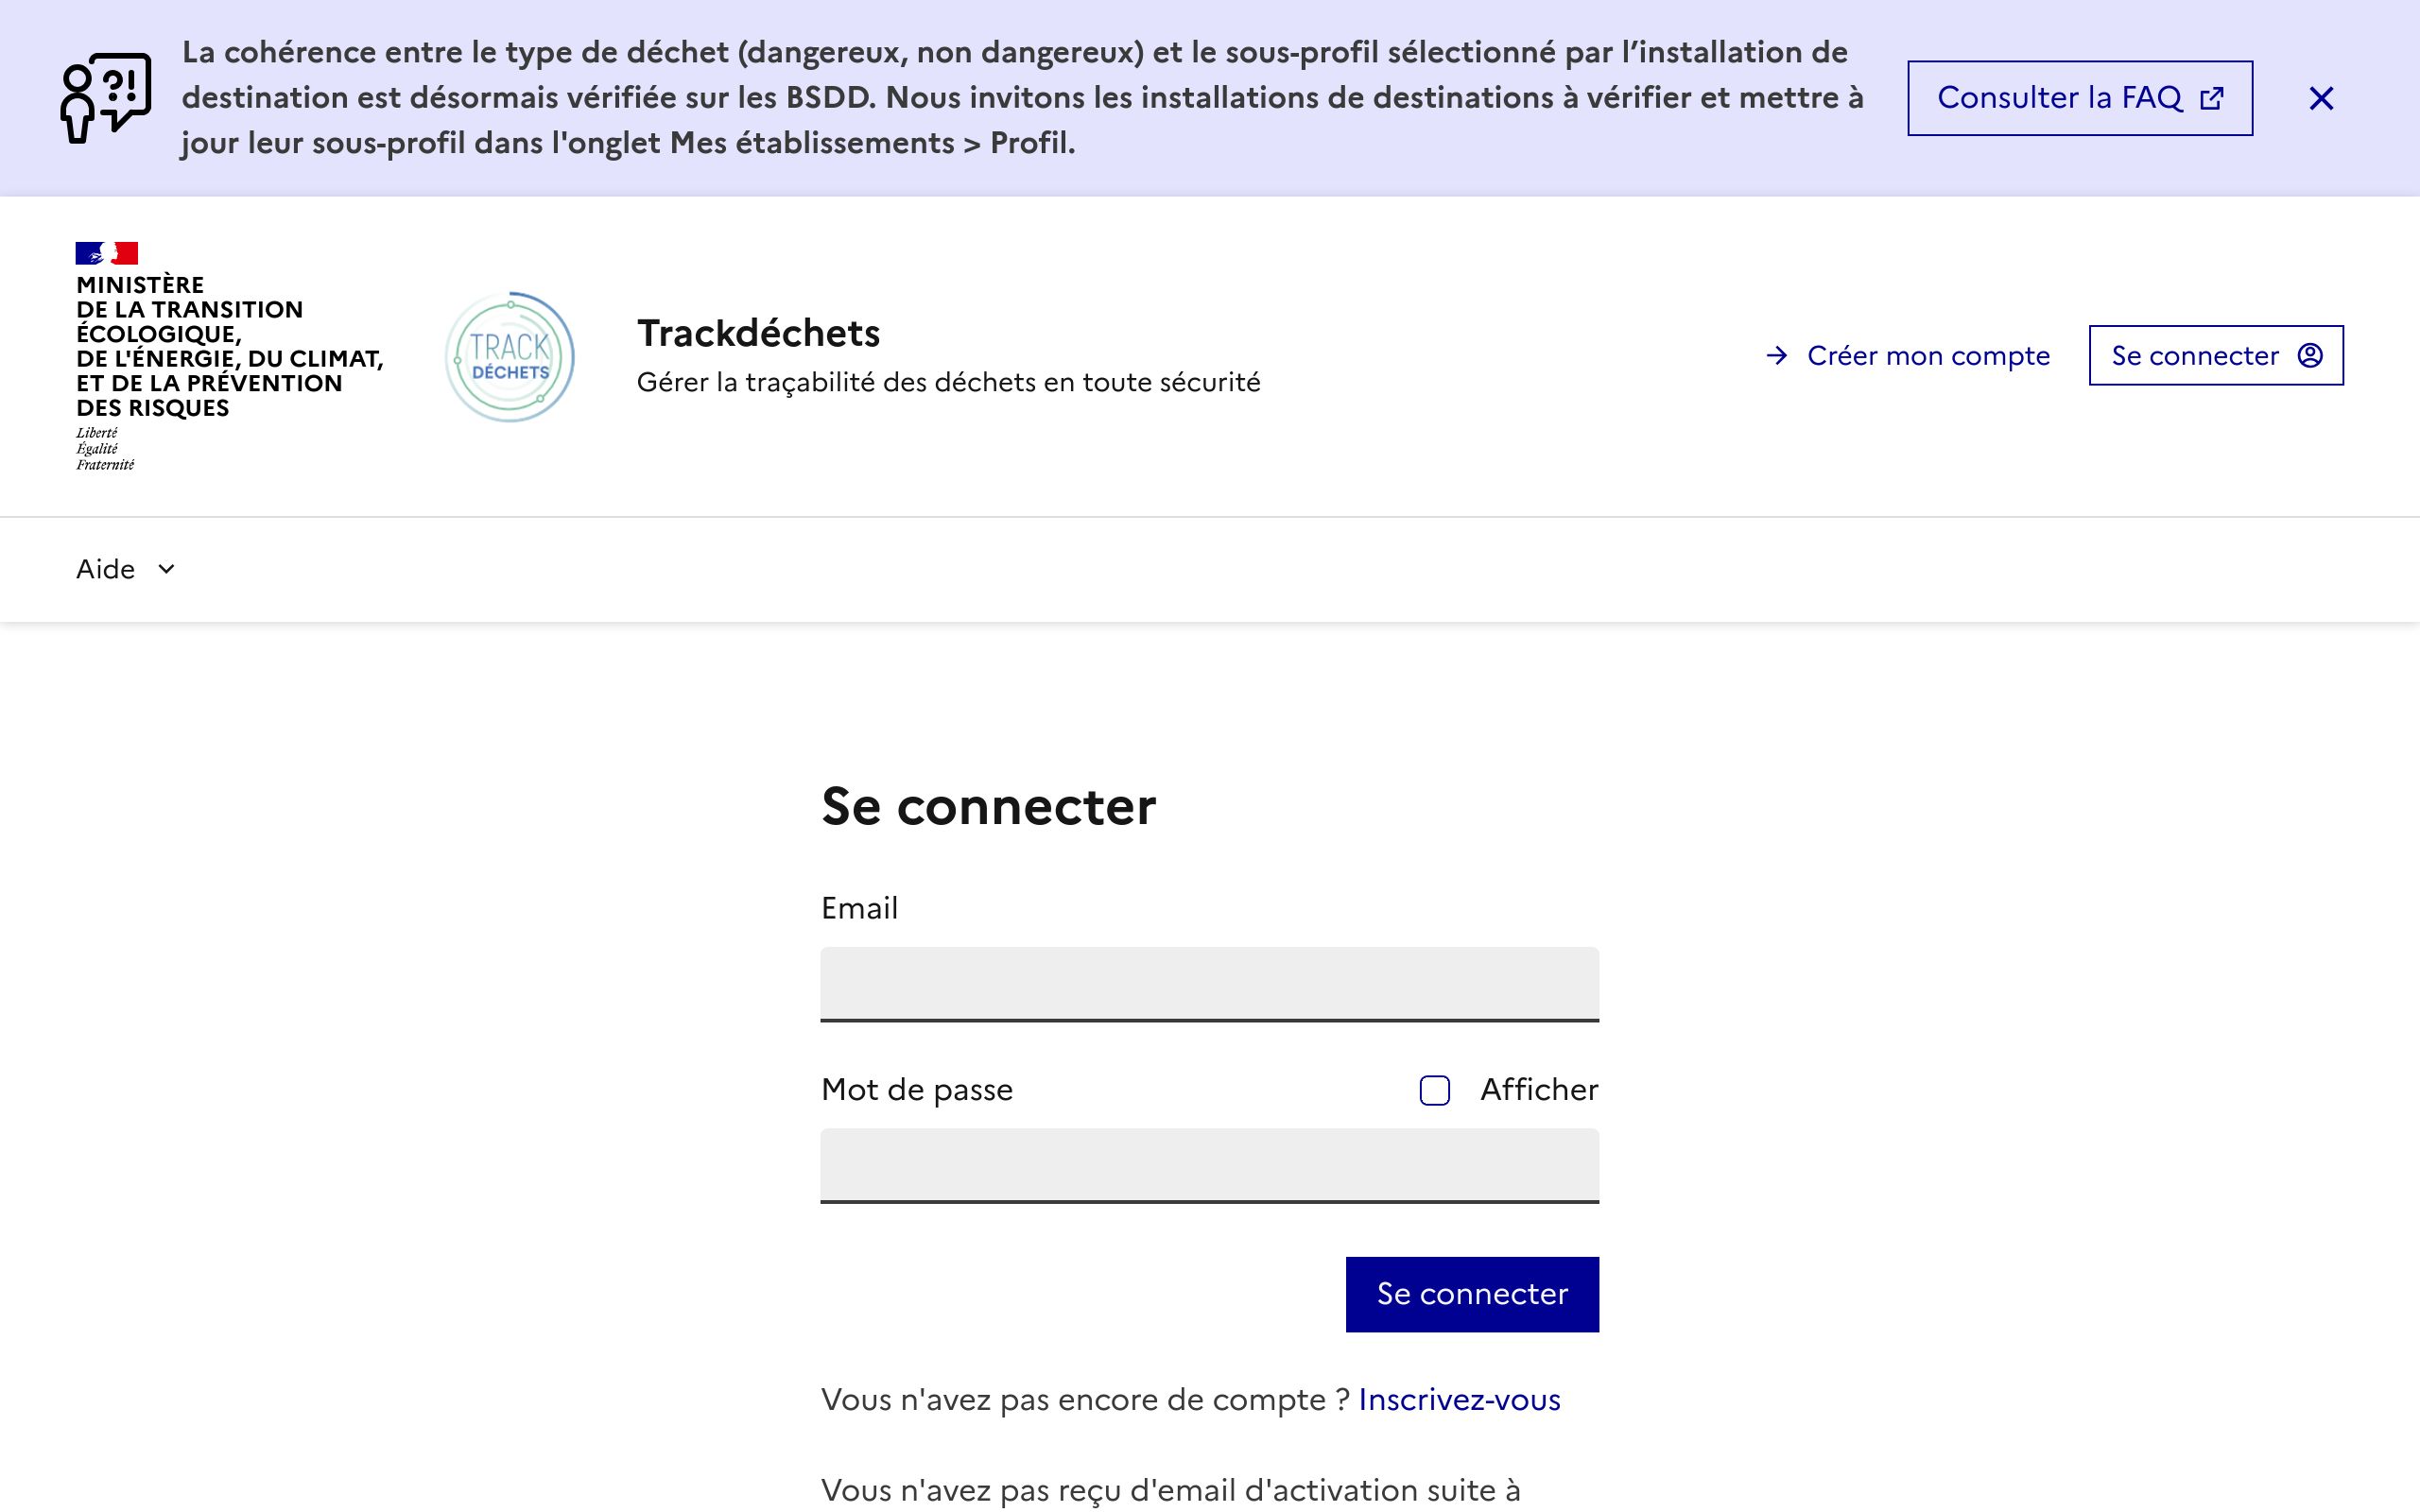 La cohérence entre le type de déchet (dangereux, non dangereux) et le sous-profil sélectionné par l’installation de
destination est désormais vérifiée sur les BSDD. Nous invitons les installations de destinations à vérifier et mettre à
jour leur sous-profil dans l'onglet Mes établissements > Profil.
Consulter la FAQ
MINISTÈRE
DE LA TRANSITION
ÉCOLOGIQUE,
DE L'ÉNERGIE, DU CLIMAT,
ET DE LA PRÉVENTION
DES RISQUES
Liberté
Égalité
Fraternité
TRACK
DÉCHETS
Trackdéchets
Gérer la traçabilité des déchets en toute sécurité
Créer mon compte
Se connecter
Aide
Se connecter
Email
Mot de passe
Afficher
Se connecter
Vous n'avez pas encore de compte ? Inscrivez-vous
Vous n'avez pas reçu d'email d'activation suite à